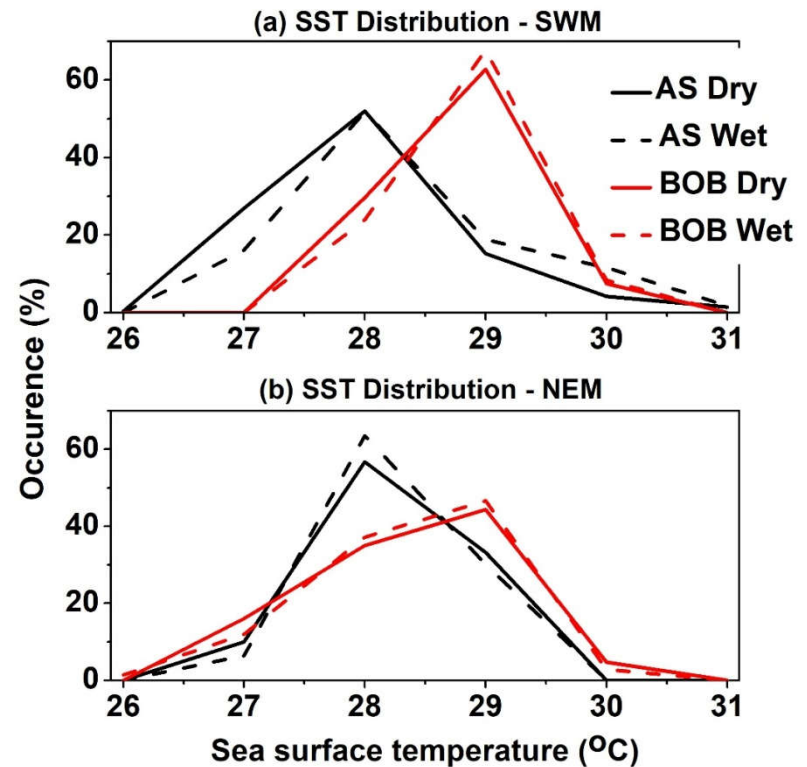 (a) SST Distribution - SWM
60
40
20
0
AS Dry
AS Wet
BOB Dry
BOB Wet
26 27 28 29 30 31
(b) SST Distribution - NEM
60
40
20
0
26 27 28 29 30 31
Occurence (%)
Sea surface temperature (⁰C)